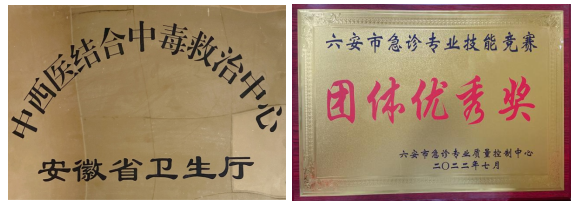 中西医结合中毒救治中心
安徽省卫生厅
六安市急诊专业技能竞赛
团体优秀奖
六安市急诊专业质量控制中心
二〇二二年七月